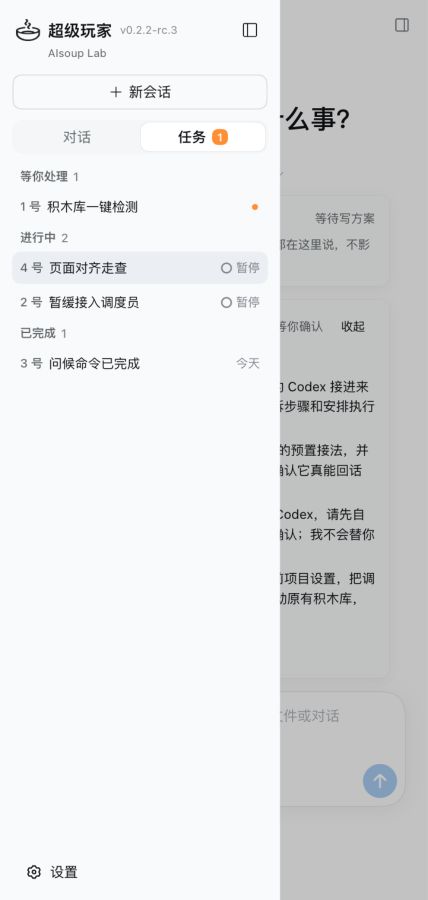 超级玩家 v0.2.2-rc.3
AIsoup Lab
+ 新会话
对话 任务 1
等你处理 1
1 号 积木库一键检测
进行中 2
4 号 页面对齐走查 暂停
2 号 暂缓接入调度员 暂停
已完成 1
3 号 问候命令已完成 今天
设置
么事?
等待写方案
在这里说，不影
等你确认 收起
Codex 接进来
步骤和安排执行
的预置接法，并
确认它真能回话
Codex，请先自
确认；我不会替你
项目设置，把调
动原有积木库，
文件或对话